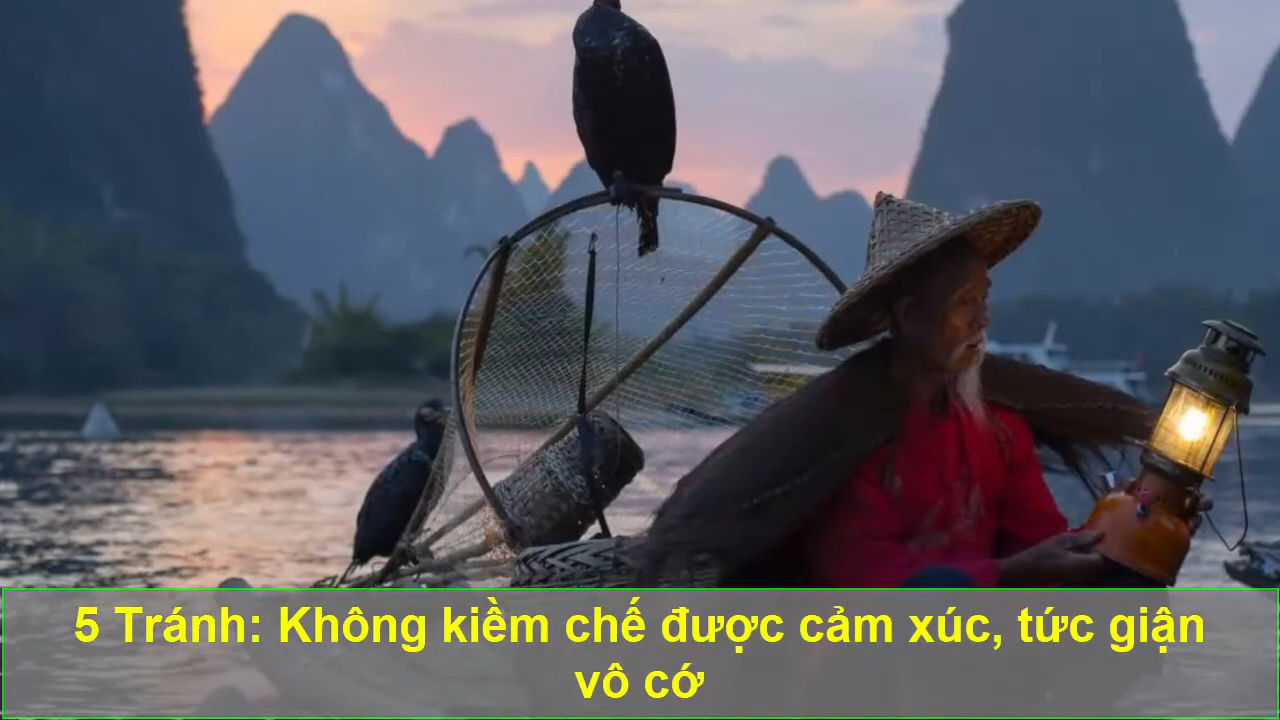 5 Tránh: Không kiềm chế được cảm xúc, tức giận
vô cớ